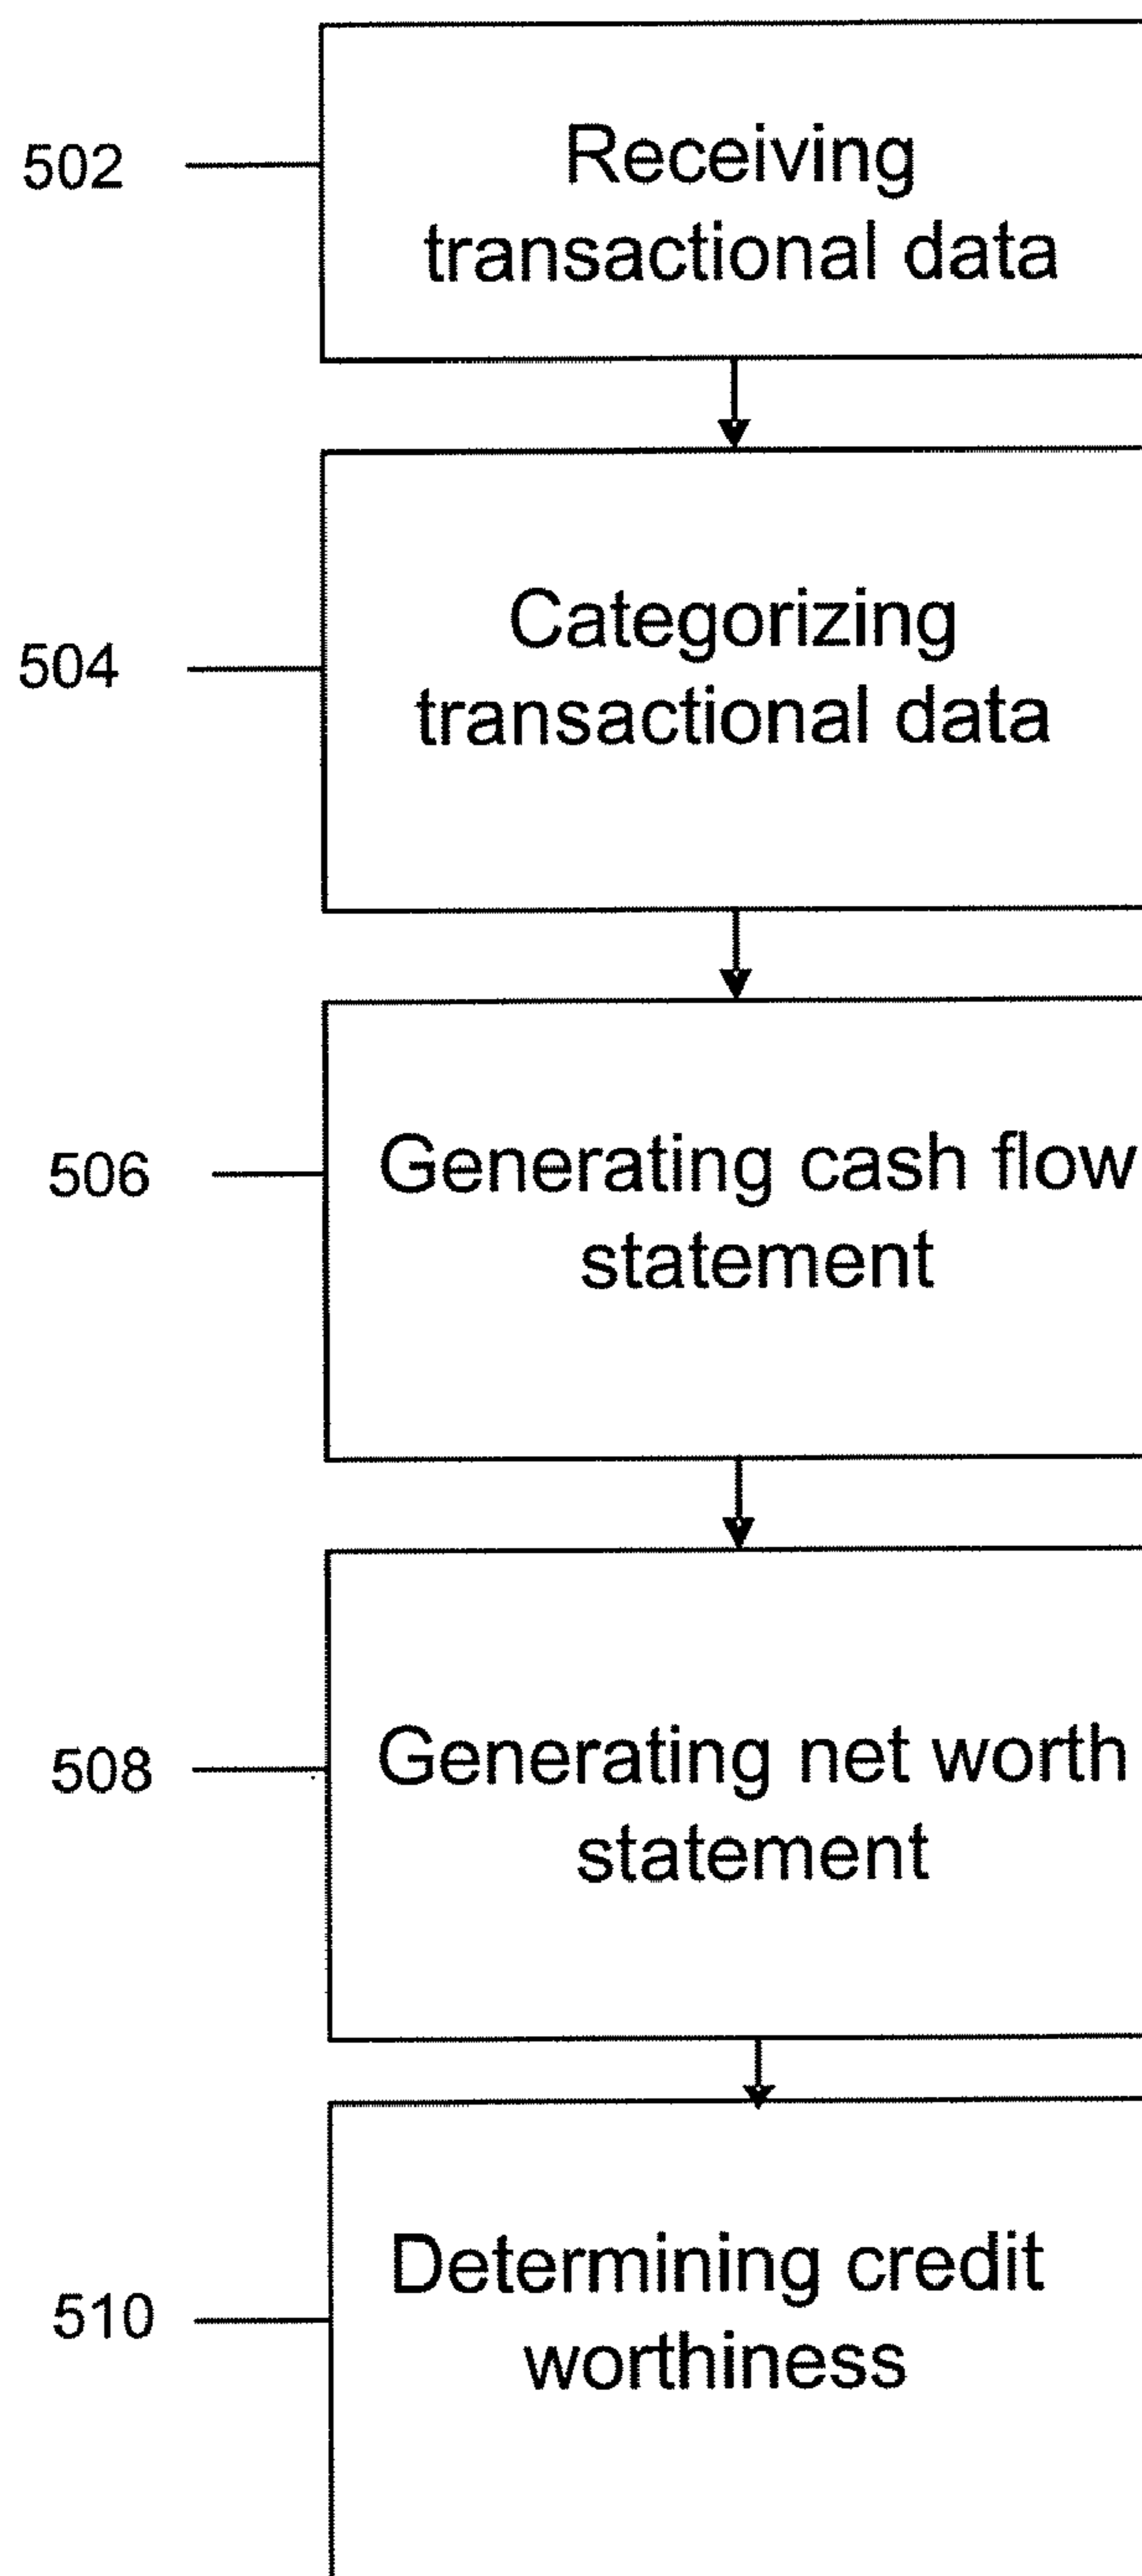 502
Receiving
transactional data
504
Categorizing
transactional data
506
Generating cash flow
statement
508
Generating net worth
statement
510
Determining credit
worthiness